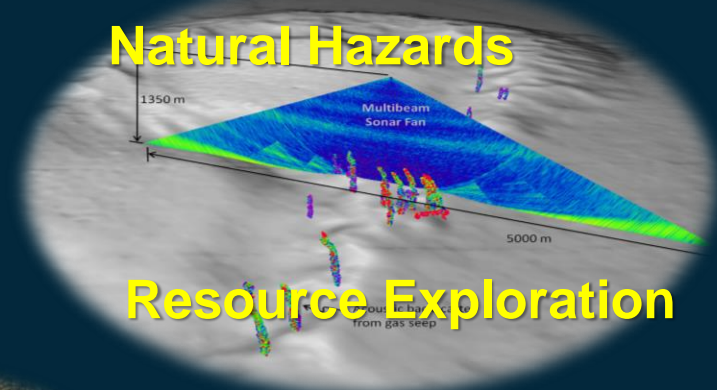 Natural Hazards
1350 m
Multibeam
Sonar Fan
5000 m
Resource Exploration
from gas seep